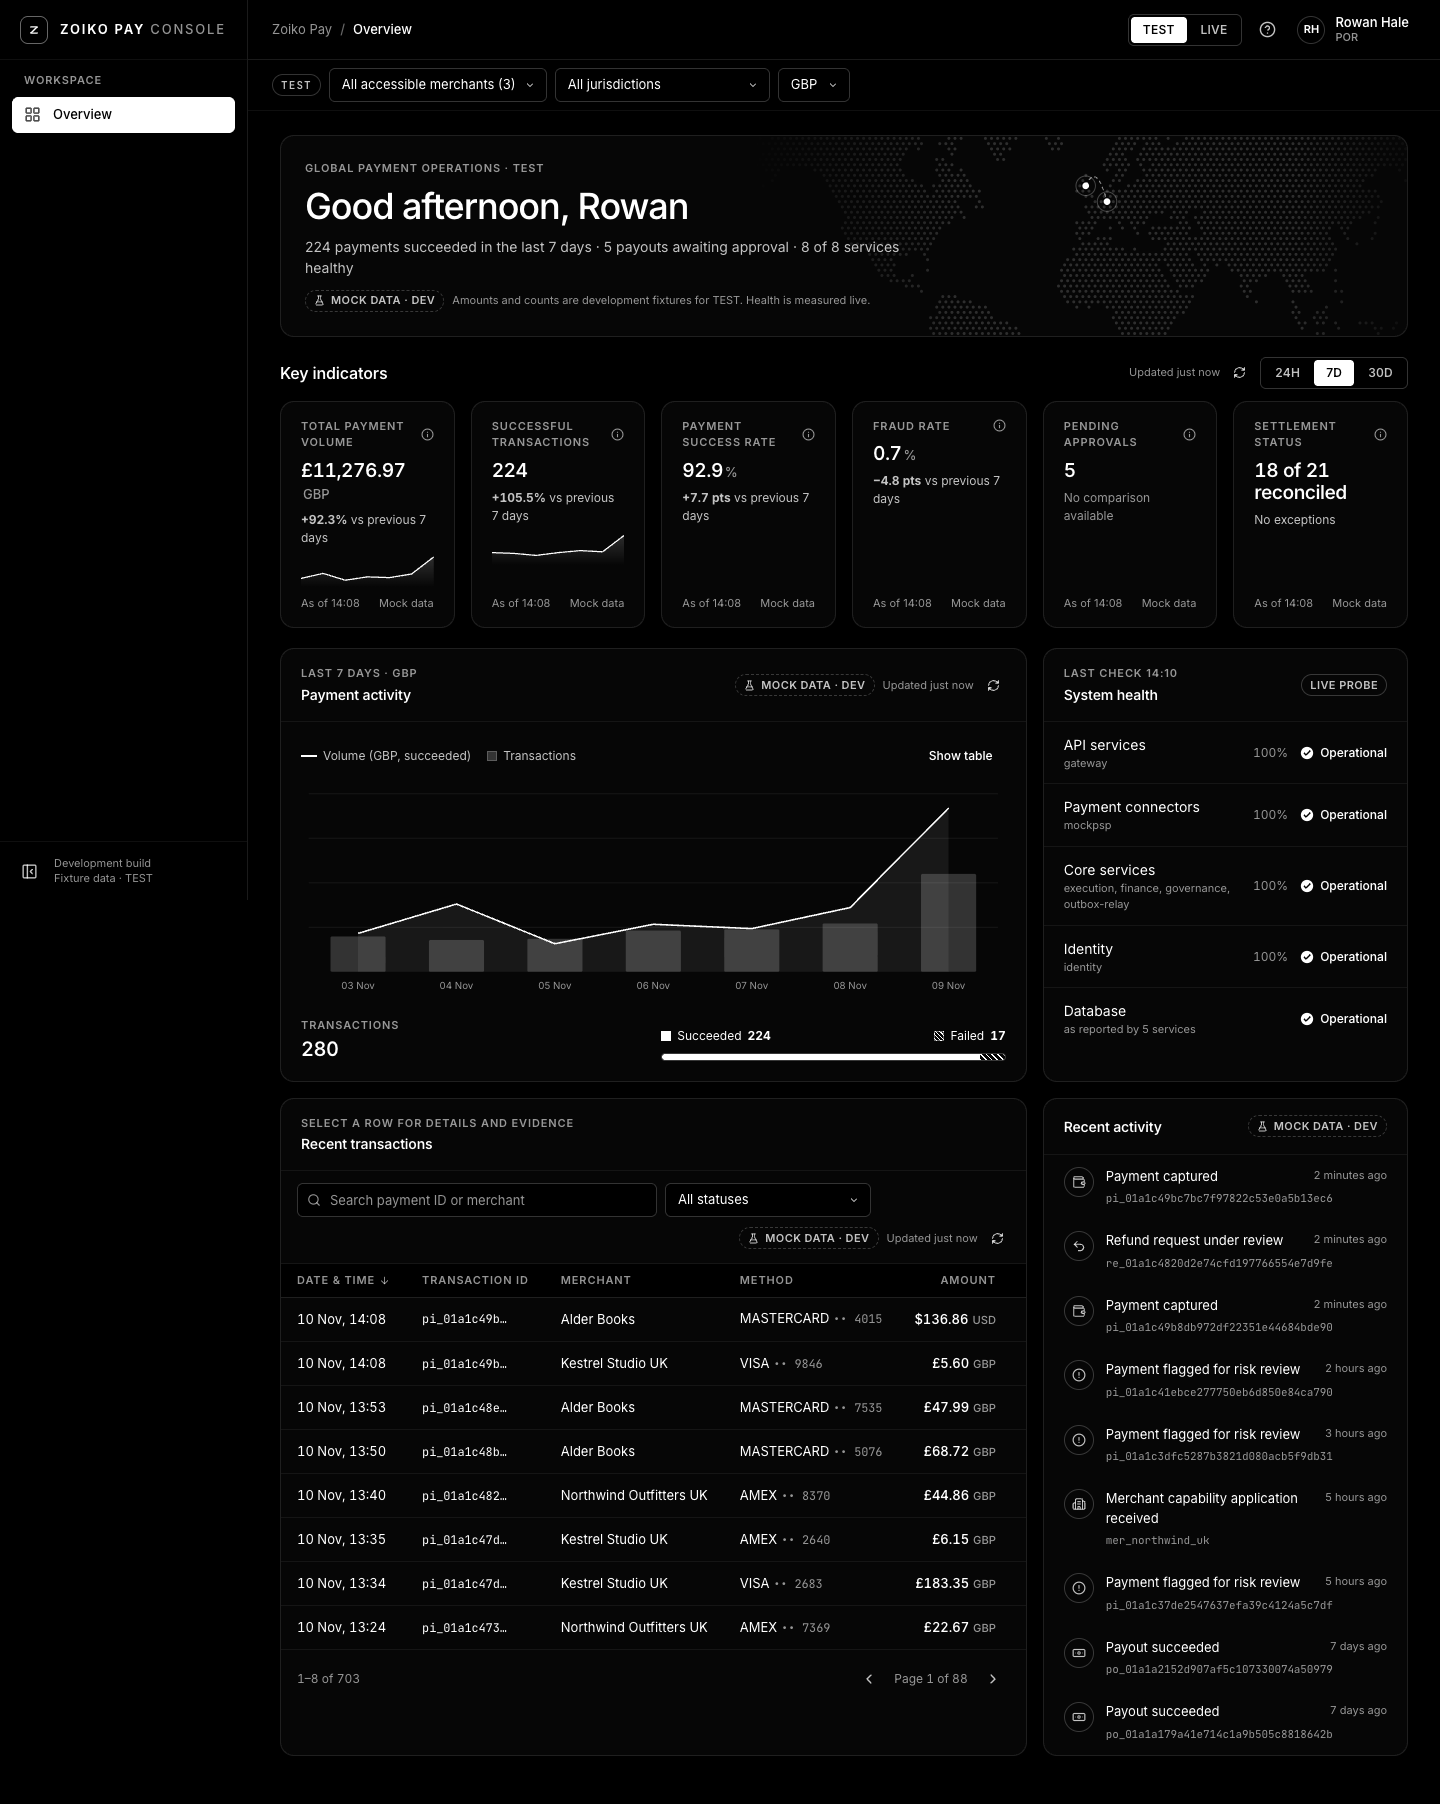 Z ZOIKO PAY CONSOLE
Zoiko Pay / Overview
TEST LIVE
RH Rowan Hale
POR
WORKSPACE
Overview
TEST All accessible merchants (3) All jurisdictions GBP
GLOBAL PAYMENT OPERATIONS · TEST
Good afternoon, Rowan
224 payments succeeded in the last 7 days · 5 payouts awaiting approval · 8 of 8 services
healthy
MOCK DATA · DEV Amounts and counts are development fixtures for TEST. Health is measured live.
Key indicators
Updated just now 24H 7D 30D
TOTAL PAYMENT
VOLUME
£11,276.97
GBP
+92.3% vs previous 7
days
As of 14:08 Mock data
SUCCESSFUL
TRANSACTIONS
224
+105.5% vs previous
7 days
As of 14:08 Mock data
PAYMENT
SUCCESS RATE
92.9%
+7.7 pts vs previous 7
days
As of 14:08 Mock data
FRAUD RATE
0.7%
−4.8 pts vs previous 7
days
As of 14:08 Mock data
PENDING
APPROVALS
5
No comparison
available
As of 14:08 Mock data
SETTLEMENT
STATUS
18 of 21
reconciled
No exceptions
As of 14:08 Mock data
LAST 7 DAYS · GBP
Payment activity
MOCK DATA · DEV Updated just now
Volume (GBP, succeeded) Transactions Show table
03 Nov 04 Nov 05 Nov 06 Nov 07 Nov 08 Nov 09 Nov
TRANSACTIONS
280
Succeeded 224 Failed 17
LAST CHECK 14:10
System health
LIVE PROBE
API services
gateway
100% Operational
Payment connectors
mockpsp
100% Operational
Core services
execution, finance, governance,
outbox-relay
100% Operational
Identity
identity
100% Operational
Database
as reported by 5 services
Operational
Development build
Fixture data · TEST
SELECT A ROW FOR DETAILS AND EVIDENCE
Recent transactions
Search payment ID or merchant All statuses
MOCK DATA · DEV Updated just now
DATE & TIME ↓ TRANSACTION ID MERCHANT METHOD AMOUNT
10 Nov, 14:08 pi_01a1c49b… Alder Books MASTERCARD •• 4015 $136.86 USD
10 Nov, 14:08 pi_01a1c49b… Kestrel Studio UK VISA •• 9846 £5.60 GBP
10 Nov, 13:53 pi_01a1c48e… Alder Books MASTERCARD •• 7535 £47.99 GBP
10 Nov, 13:50 pi_01a1c48b… Alder Books MASTERCARD •• 5076 £68.72 GBP
10 Nov, 13:40 pi_01a1c482… Northwind Outfitters UK AMEX •• 8370 £44.86 GBP
10 Nov, 13:35 pi_01a1c47d… Kestrel Studio UK AMEX •• 2640 £6.15 GBP
10 Nov, 13:34 pi_01a1c47d… Kestrel Studio UK VISA •• 2683 £183.35 GBP
10 Nov, 13:24 pi_01a1c473… Northwind Outfitters UK AMEX •• 7369 £22.67 GBP
1–8 of 703 Page 1 of 88
Recent activity
MOCK DATA · DEV
Payment captured 2 minutes ago
pi_01a1c49bc7bc7f97822c53e0a5b13ec6
Refund request under review 2 minutes ago
re_01a1c4820d2e74cfd197766554e7d9fe
Payment captured 2 minutes ago
pi_01a1c49b8db972df22351e44684bde90
Payment flagged for risk review 2 hours ago
pi_01a1c41ebce277750eb6d850e84ca790
Payment flagged for risk review 3 hours ago
pi_01a1c3dfc5287b3821d080acb5f9db31
Merchant capability application 5 hours ago
received
mer_northwind_uk
Payment flagged for risk review 5 hours ago
pi_01a1c37de2547637efa39c4124a5c7df
Payout succeeded 7 days ago
po_01a1a2152d907af5c107330074a50979
Payout succeeded 7 days ago
po_01a1a179a41e714c1a9b505c8818642b